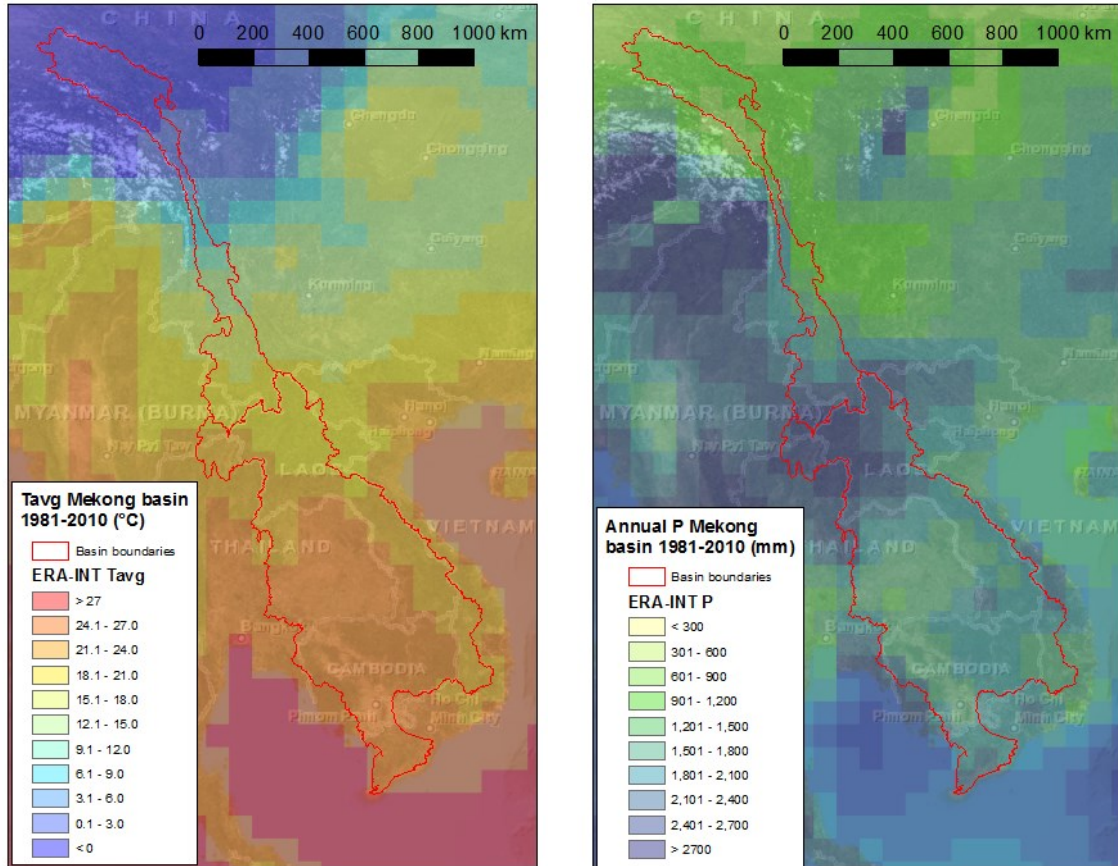 CHINA
0 200 400 600 800 1000 km
Chengdu
Chongqing
Guiyang
Kunming
Nanning
MYANMAR (BURMA)
Hanoi
Haiphong
Nay Pyi Taw
LAOS
HAINAN
VIETNAM
THAILAND
Bangkok
CAMBODIA
Phnom Penh
Ho Chi
Minh City
Tavg Mekong basin
1981-2010 (°C)
Basin boundaries
ERA-INT Tavg
> 27
24.1 - 27.0
21.1 - 24.0
18.1 - 21.0
15.1 - 18.0
12.1 - 15.0
9.1 - 12.0
6.1 - 9.0
3.1 - 6.0
0.1 - 3.0
< 0
CHINA
0 200 400 600 800 1000 km
Chengdu
Chongqing
Guiyang
Kunming
Nanning
MYANMAR (BURMA)
Hanoi
Haiphong
Nay Pyi Taw
LAOS
VIETNAM
THAILAND
CAMBODIA
Phnom Penh
Ho Chi
Minh City
Annual P Mekong
basin 1981-2010 (mm)
Basin boundaries
ERA-INT P
< 300
301 - 600
601 - 900
901 - 1,200
1,201 - 1,500
1,501 - 1,800
1,801 - 2,100
2,101 - 2,400
2,401 - 2,700
> 2700